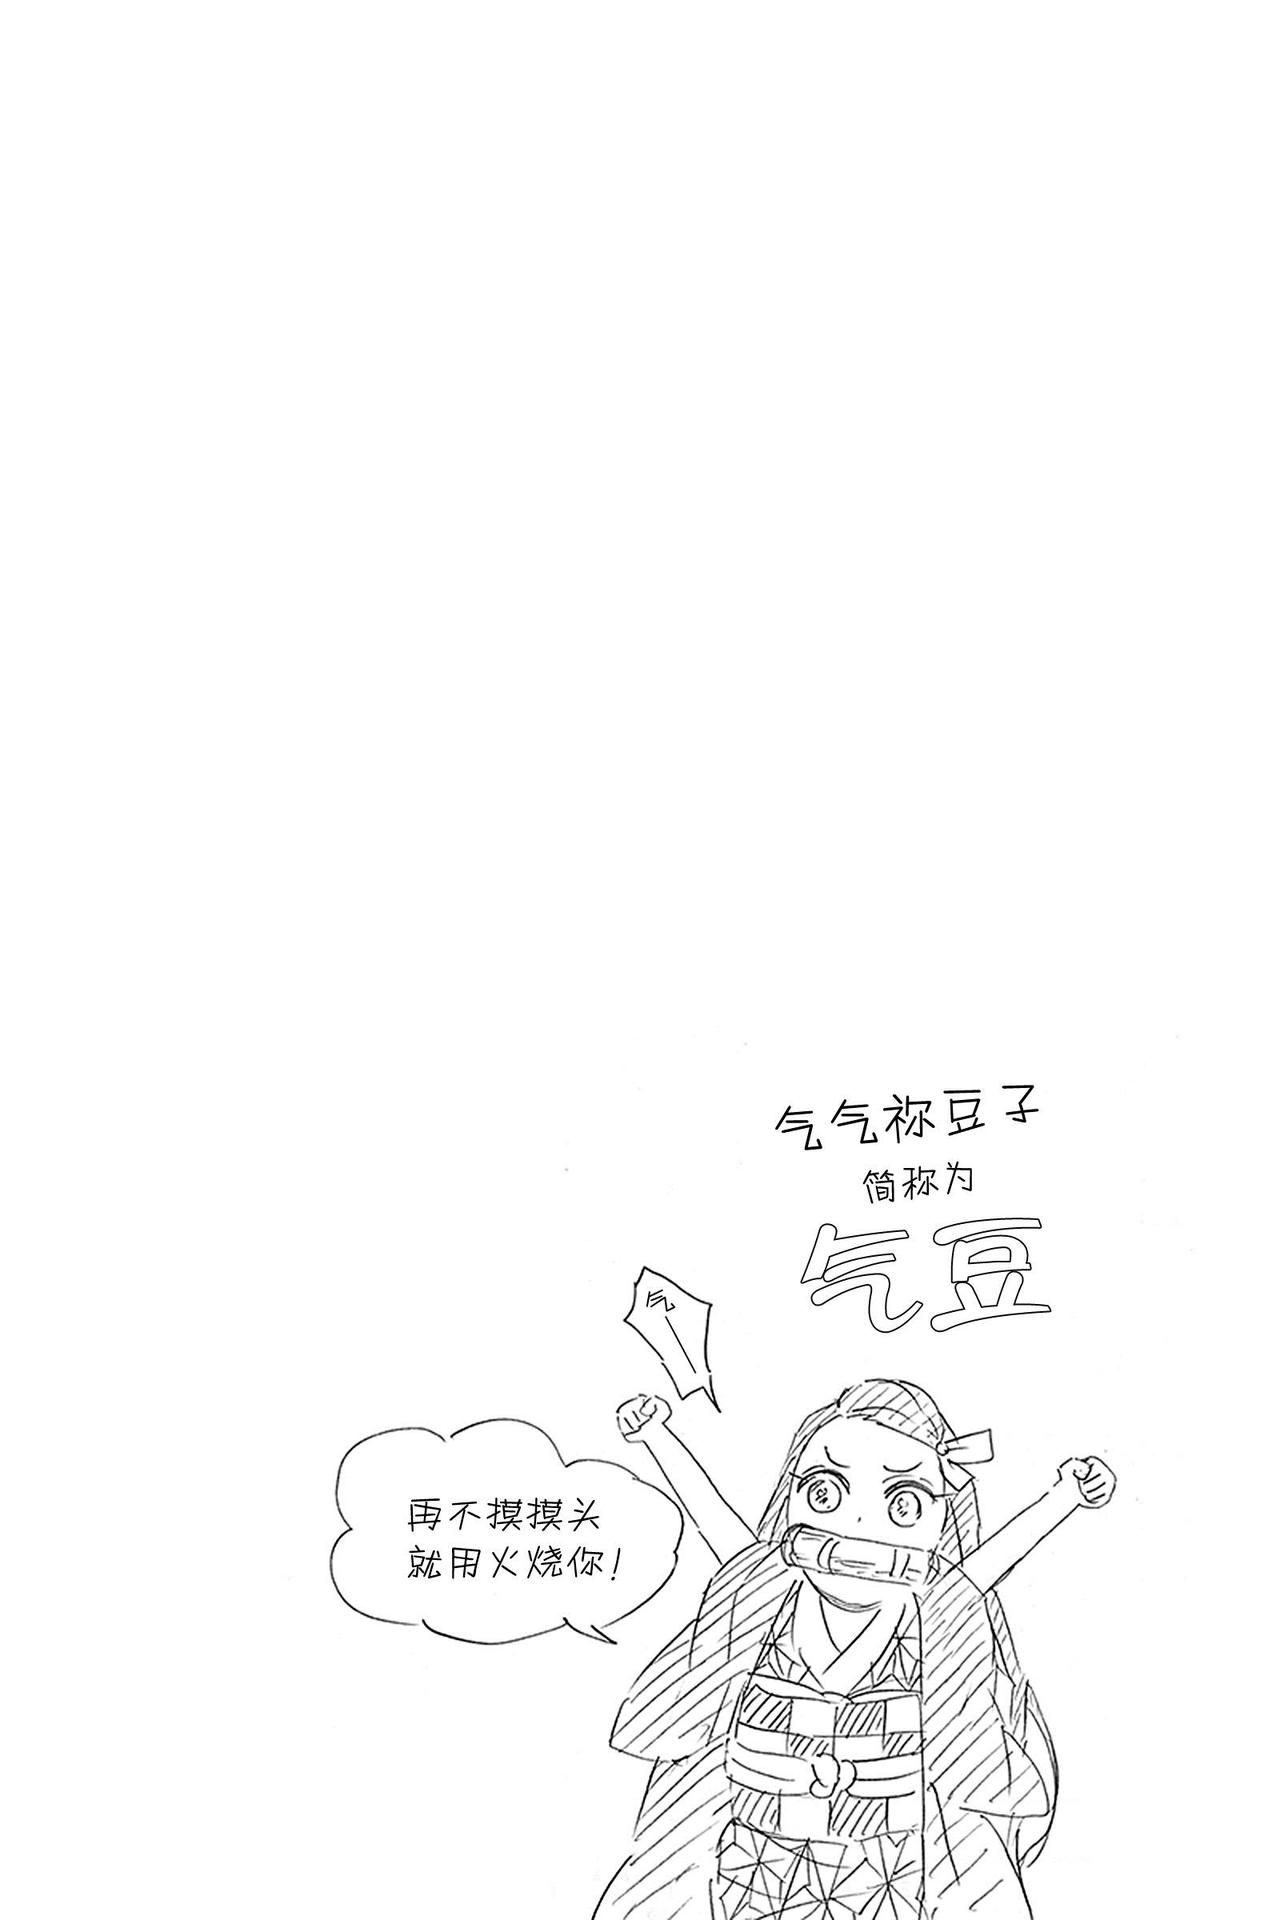 气气祢豆子
简称为
气豆
气——
再不摸摸头
就用火烧你！